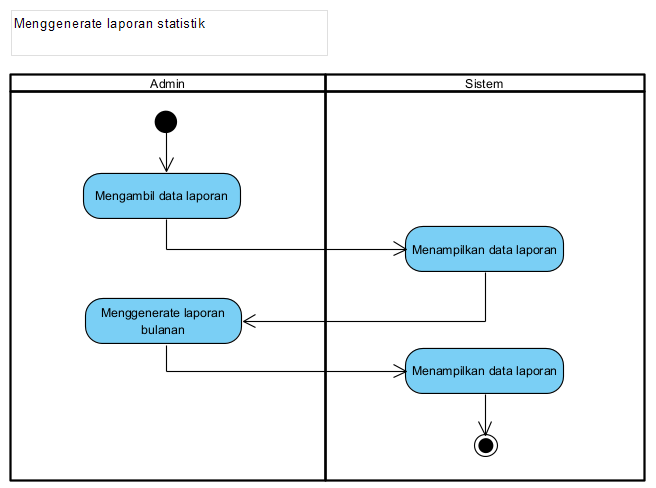 Menggenerate laporan statistik
Admin
Sistem
Mengambil data laporan
Menampilkan data laporan
Menggenerate laporan
bulanan
Menampilkan data laporan